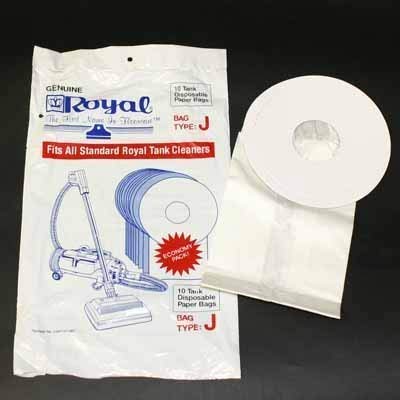 GENUINE
Royal
The First Name In Floorcare™
10 Tank
Disposable
Paper Bags
BAG
TYPE: J
Fits All Standard Royal Tank Cleaners
ECONOMY
PACK!
10 Tank
Disposable
Paper Bags
BAG
TYPE: J